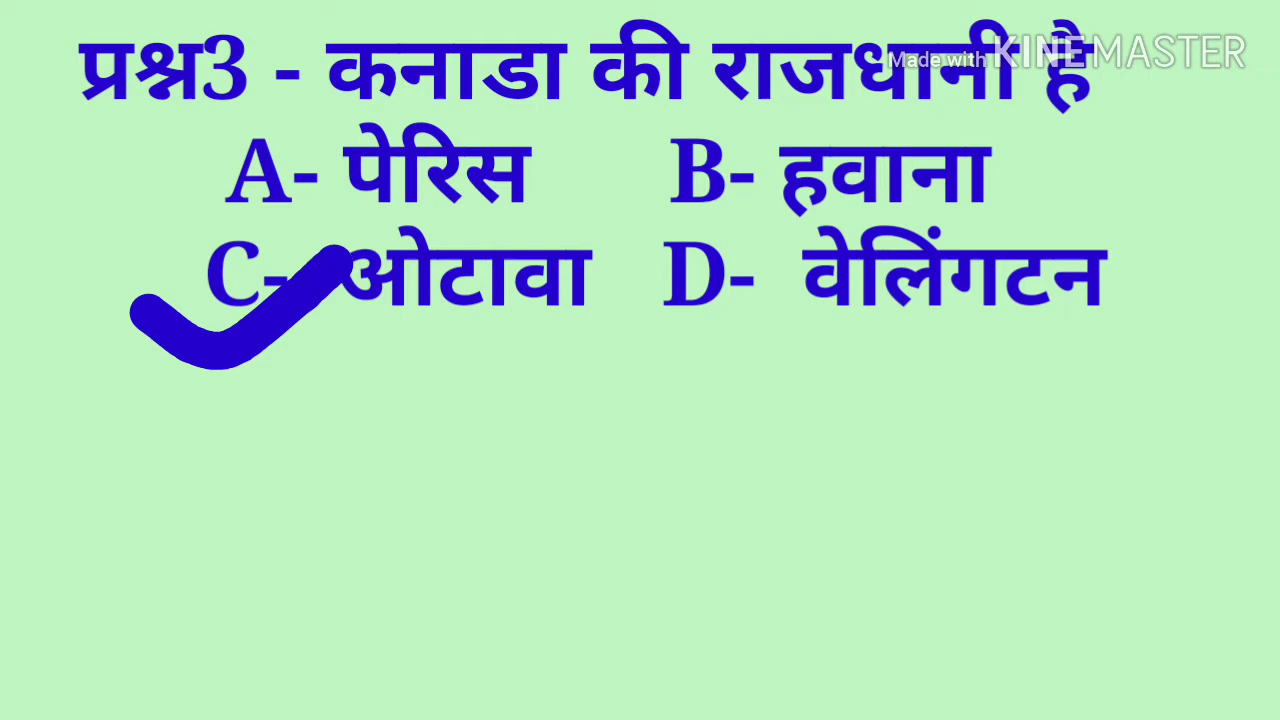 प्रश्न3 - कनाडा की राजधानी है
Made with KINEMASTER
A- पेरिस B- हवाना
C- ओटावा D- वेलिंगटन